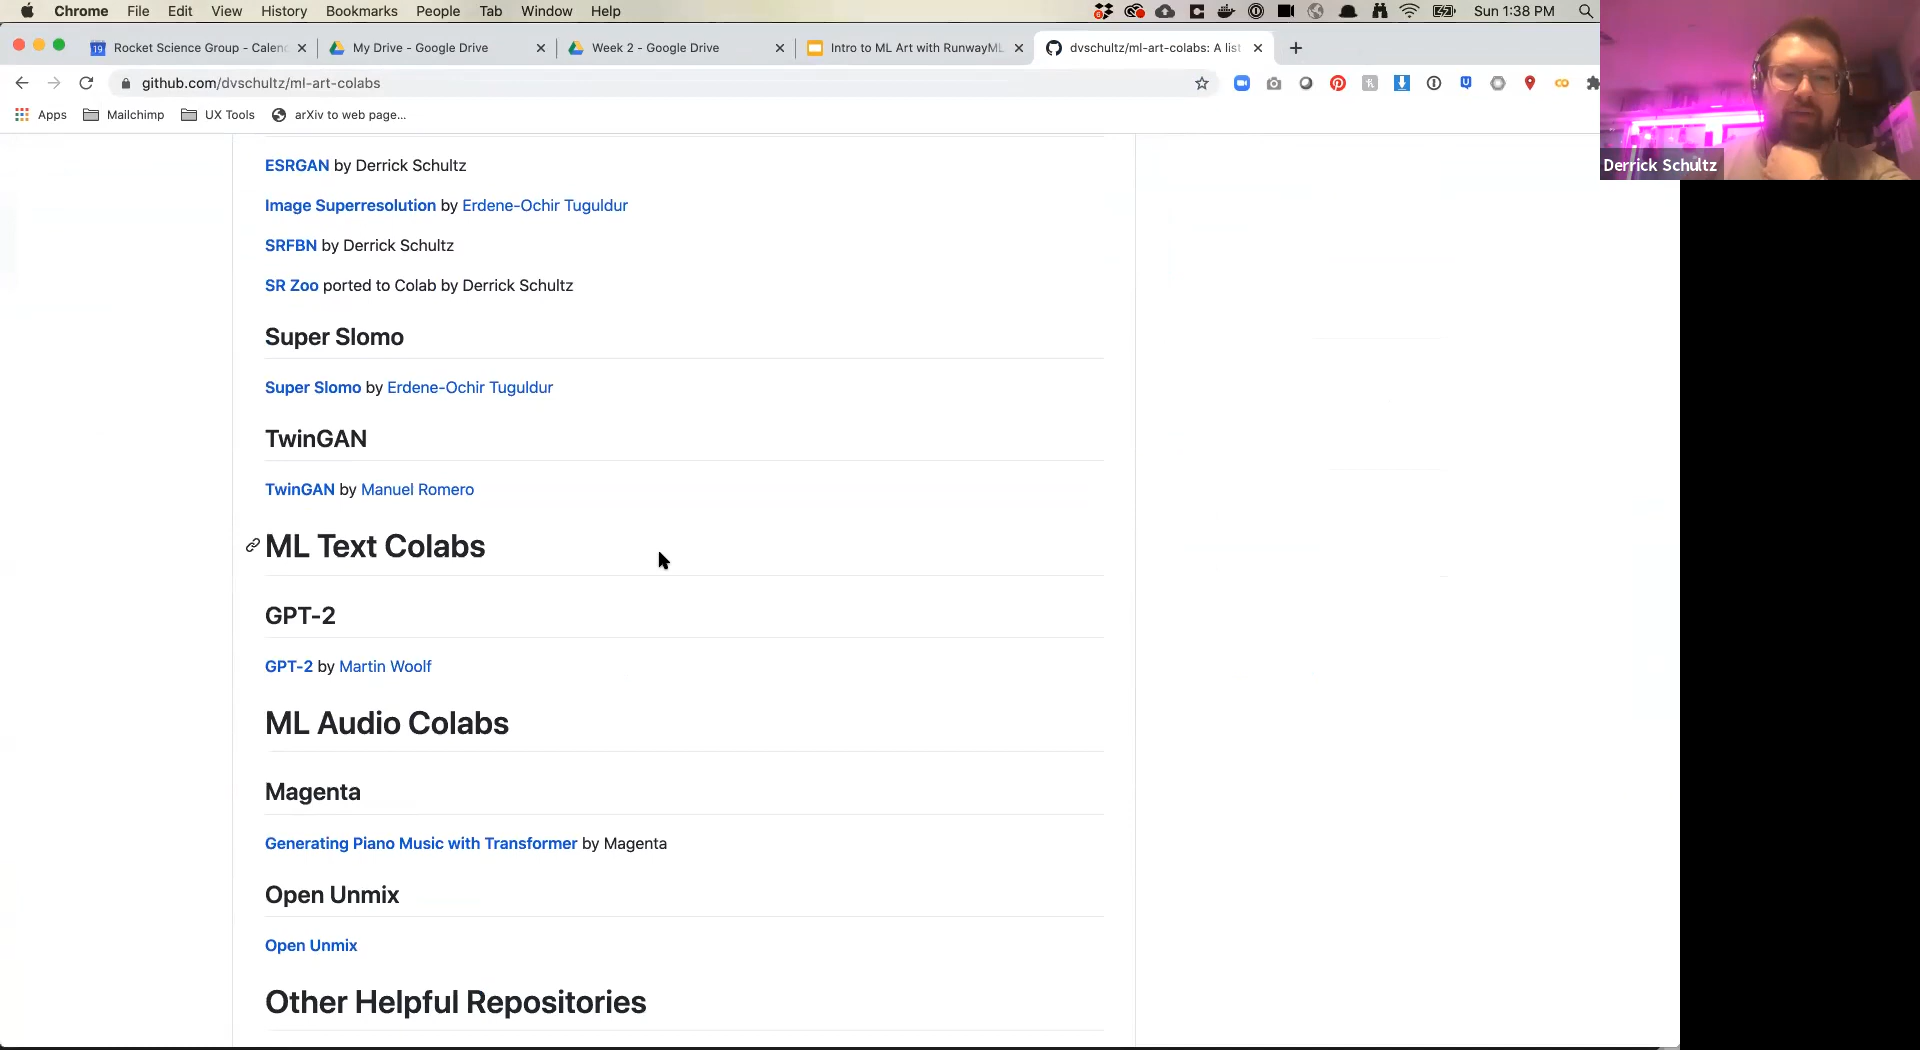 Chrome File Edit View History Bookmarks People Tab Window Help Sun 1:38 PM
19 Rocket Science Group - Calen
My Drive - Google Drive
Week 2 - Google Drive
Intro to ML Art with RunwayML
dvschultz/ml-art-colabs: A list
github.com/dvschultz/ml-art-colabs
Apps Mailchimp UX Tools arXiv to web page...
Derrick Schultz
ESRGAN by Derrick Schultz
Image Superresolution by Erdene-Ochir Tuguldur
SRFBN by Derrick Schultz
SR Zoo ported to Colab by Derrick Schultz
Super Slomo
Super Slomo by Erdene-Ochir Tuguldur
TwinGAN
TwinGAN by Manuel Romero
ML Text Colabs
GPT-2
GPT-2 by Martin Woolf
ML Audio Colabs
Magenta
Generating Piano Music with Transformer by Magenta
Open Unmix
Open Unmix
Other Helpful Repositories